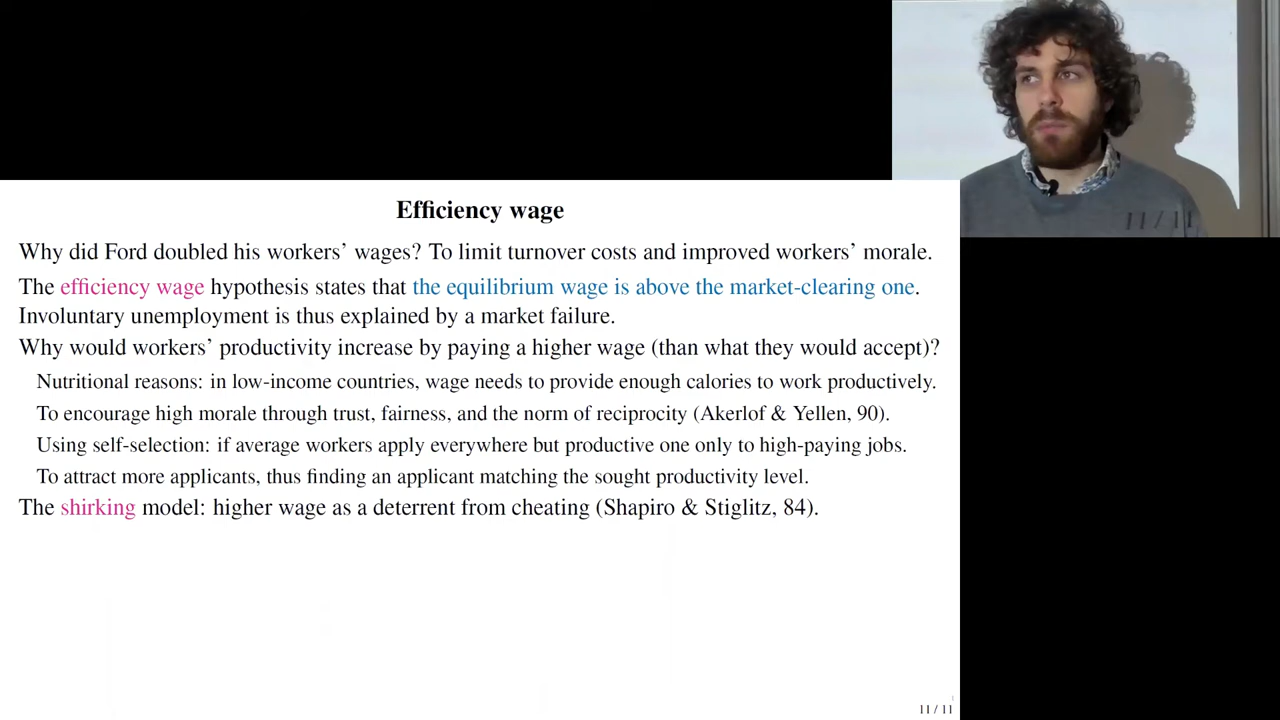 11 / 11
Efficiency wage
Why did Ford doubled his workers’ wages? To limit turnover costs and improved workers’ morale.
The efficiency wage hypothesis states that the equilibrium wage is above the market-clearing one.
Involuntary unemployment is thus explained by a market failure.
Why would workers’ productivity increase by paying a higher wage (than what they would accept)?
Nutritional reasons: in low-income countries, wage needs to provide enough calories to work productively.
To encourage high morale through trust, fairness, and the norm of reciprocity (Akerlof & Yellen, 90).
Using self-selection: if average workers apply everywhere but productive one only to high-paying jobs.
To attract more applicants, thus finding an applicant matching the sought productivity level.
The shirking model: higher wage as a deterrent from cheating (Shapiro & Stiglitz, 84).
11 / 11